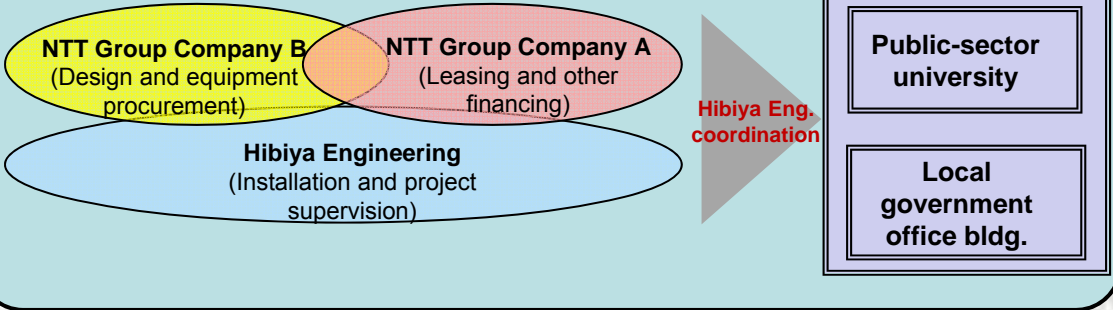 NTT Group Company B
(Design and equipment
procurement)
NTT Group Company A
(Leasing and other
financing)
Hibiya Engineering
(Installation and project
supervision)
Hibiya Eng.
coordination
Public-sector
university
Local
government
office bldg.